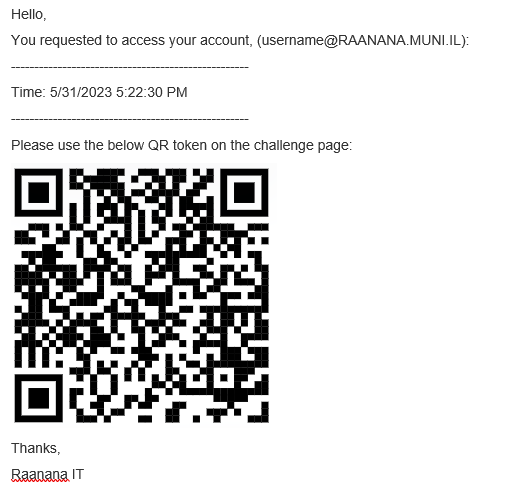 Hello,
You requested to access your account, (username@RAANANA.MUNI.IL):
---------------------------------------------------
Time: 5/31/2023 5:22:30 PM
---------------------------------------------------
Please use the below QR token on the challenge page:
Thanks,
Raanana IT